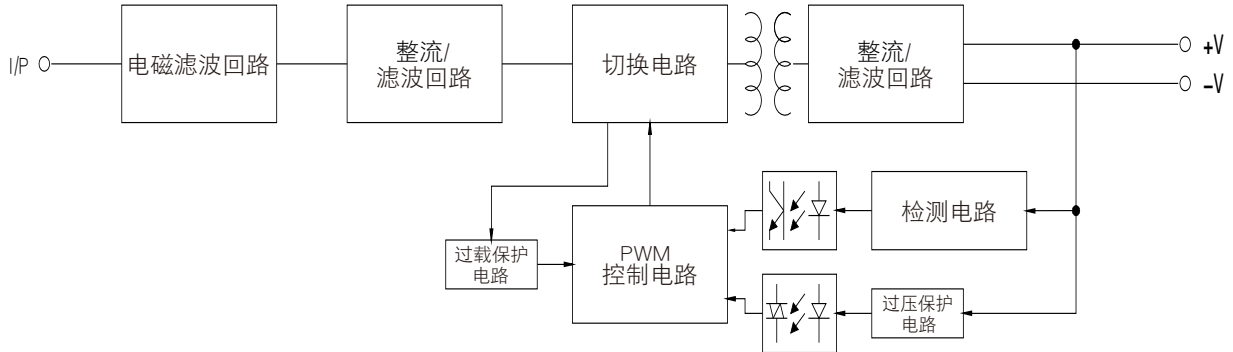 I/P
电磁滤波回路
整流/
滤波回路
切换电路
整流/
滤波回路
+V
-V
检测电路
过载保护
电路
PWM
控制电路
过压保护
电路